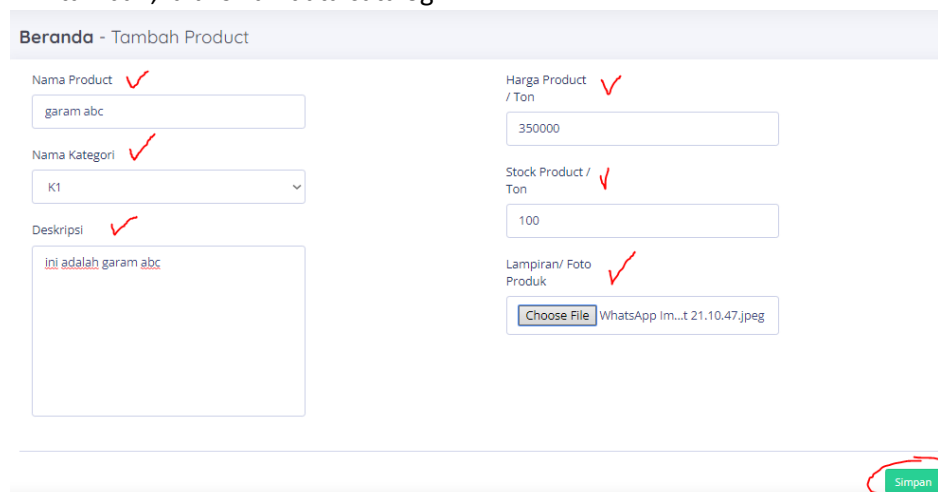 Beranda - Tambah Product
Nama Product
garam abc
Nama Kategori
K1
Deskripsi
ini adalah garam abc
Harga Product
/ Ton
350000
Stock Product /
Ton
100
Lampiran/ Foto
Produk
Choose File WhatsApp Im...t 21.10.47.jpeg
Simpan